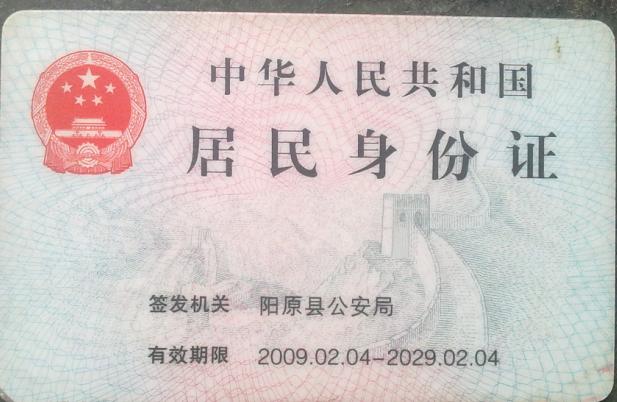 中华人民共和国
居民身份证
签发机关 阳原县公安局
有效期限 2009.02.04-2029.02.04